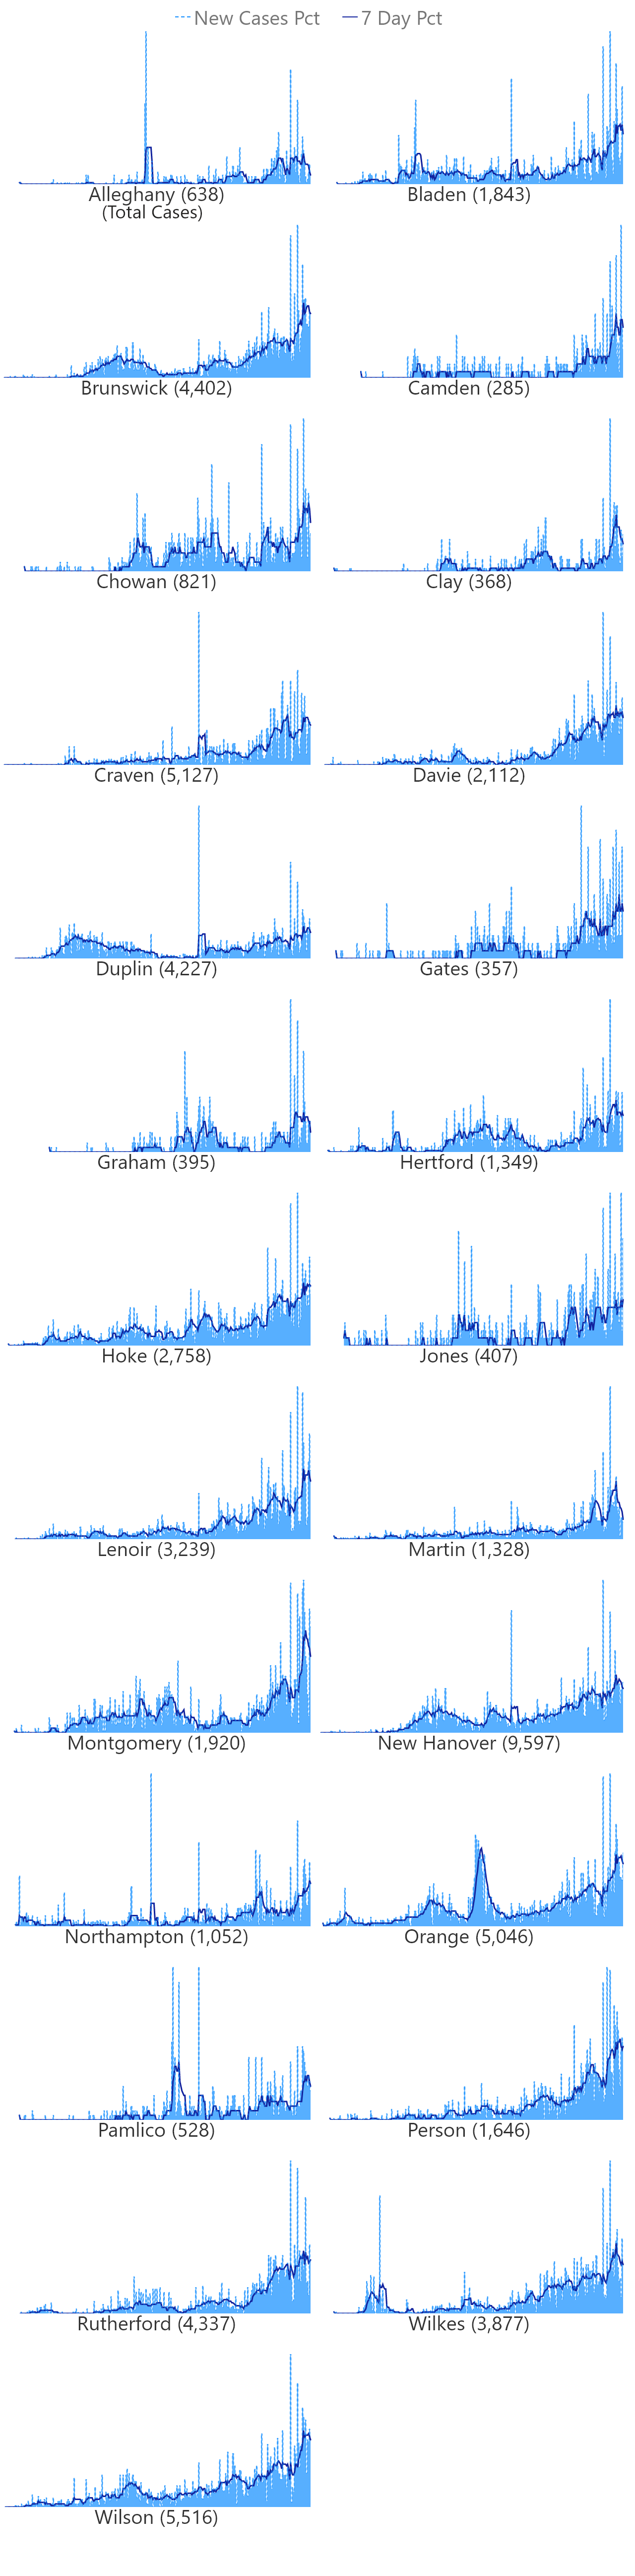 New Cases Pct 7 Day Pct
Alleghany (638) Bladen (1,843)
(Total Cases)
Brunswick (4,402) Camden (285)
Chowan (821) Clay (368)
Craven (5,127) Davie (2,112)
Duplin (4,227) Gates (357)
Graham (395) Hertford (1,349)
Hoke (2,758) Jones (407)
Lenoir (3,239) Martin (1,328)
Montgomery (1,920) New Hanover (9,597)
Northampton (1,052) Orange (5,046)
Pamlico (528) Person (1,646)
Rutherford (4,337) Wilkes (3,877)
Wilson (5,516)